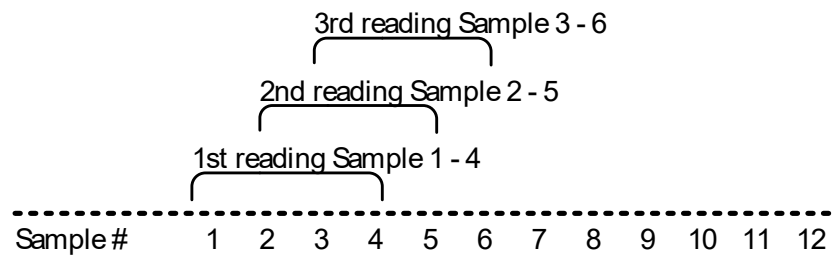 3rd reading Sample 3 - 6
2nd reading Sample 2 - 5
1st reading Sample 1 - 4
Sample # 1 2 3 4 5 6 7 8 9 10 11 12